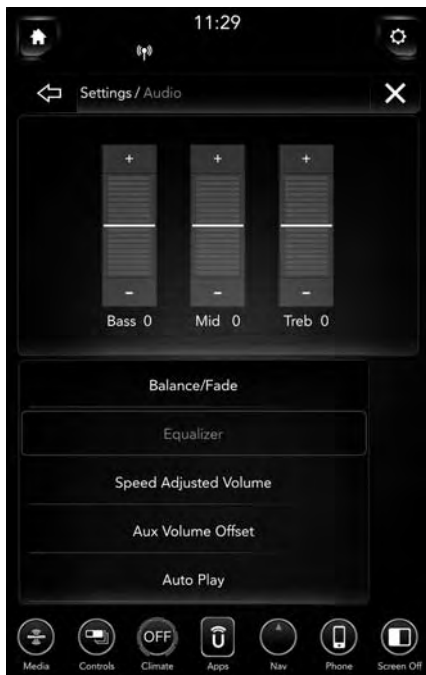 11:29
Settings / Audio
+ + +
- - -
Bass 0 Mid 0 Treb 0
Balance/Fade
Equalizer
Speed Adjusted Volume
Aux Volume Offset
Auto Play
OFF
Media Controls Climate Apps Nav Phone Screen Off